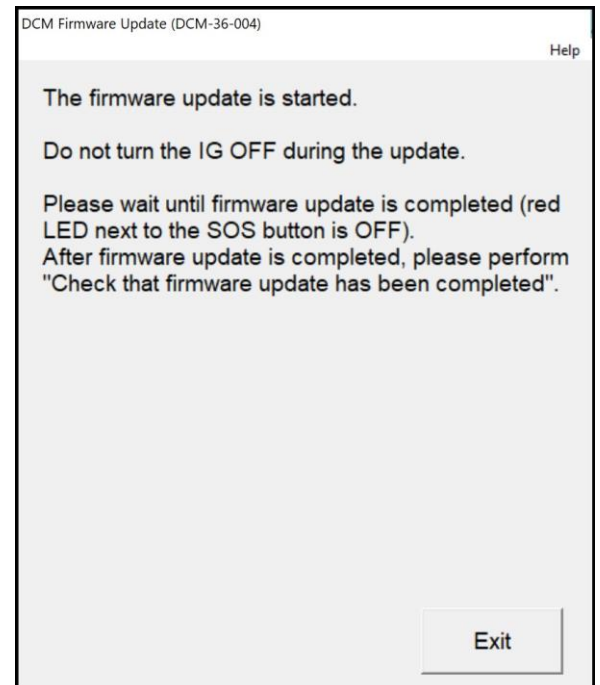 DCM Firmware Update (DCM-36-004)
Help
The firmware update is started.
Do not turn the IG OFF during the update.
Please wait until firmware update is completed (red
LED next to the SOS button is OFF).
After firmware update is completed, please perform
"Check that firmware update has been completed".
Exit